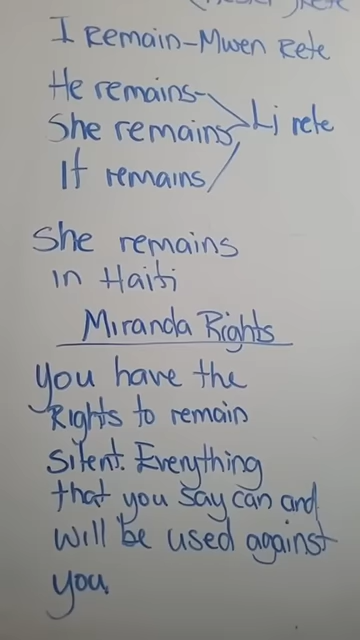 I Remain-Mwen Rete
He remains
She remains Li rete
It remains
She remains
in Haiti
Miranda Rights
you have the
Rights to remain
Silent. Everything
that you say can and
will be used against
you.